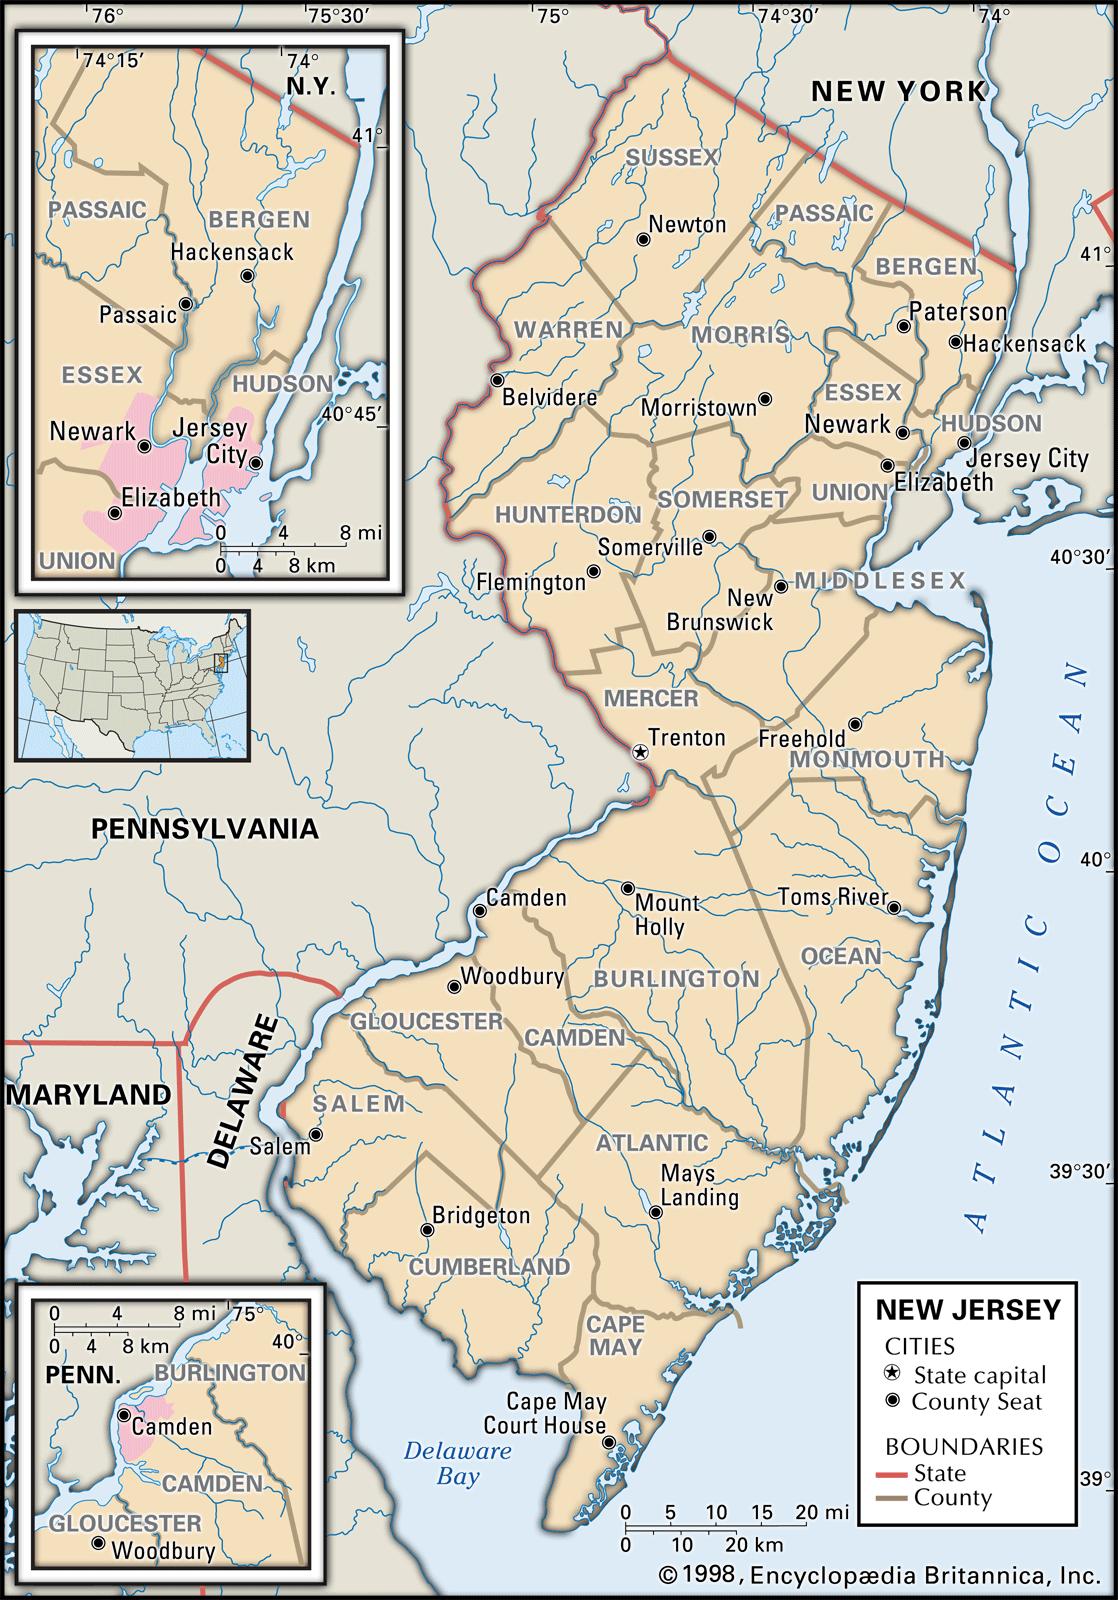 76°
75°30′
75°
74°30′
74°
74°15′
74°
N.Y.
41°
PASSAIC
BERGEN
Hackensack
Passaic
ESSEX
HUDSON
40°45′
Newark
Jersey
City
Elizabeth
UNION
0 4 8 mi
0 4 8 km
NEW YORK
SUSSEX
Newton
PASSAIC
BERGEN
41°
Paterson
Hackensack
WARREN
MORRIS
Belvidere
Morristown
ESSEX
Newark
HUDSON
Jersey City
Elizabeth
UNION
SOMERSET
HUNTERDON
Somerville
Flemington
40°30′
MIDDLESEX
New
Brunswick
MERCER
Trenton
Freehold
MONMOUTH
ATLANTIC OCEAN
PENNSYLVANIA
40°
Camden
Mount
Holly
Toms River
OCEAN
Woodbury
BURLINGTON
GLOUCESTER
CAMDEN
MARYLAND
DELAWARE
SALEM
Salem
ATLANTIC
Mays
Landing
39°30′
Bridgeton
CUMBERLAND
CAPE
MAY
Cape May
Court House
Delaware
Bay
39°
0 4 8 mi
0 4 8 km
75°
40°
PENN.
BURLINGTON
Camden
CAMDEN
GLOUCESTER
Woodbury
NEW JERSEY
CITIES
State capital
County Seat
BOUNDARIES
State
County
0 5 10 15 20 mi
0 10 20 km
©1998, Encyclopædia Britannica, Inc.